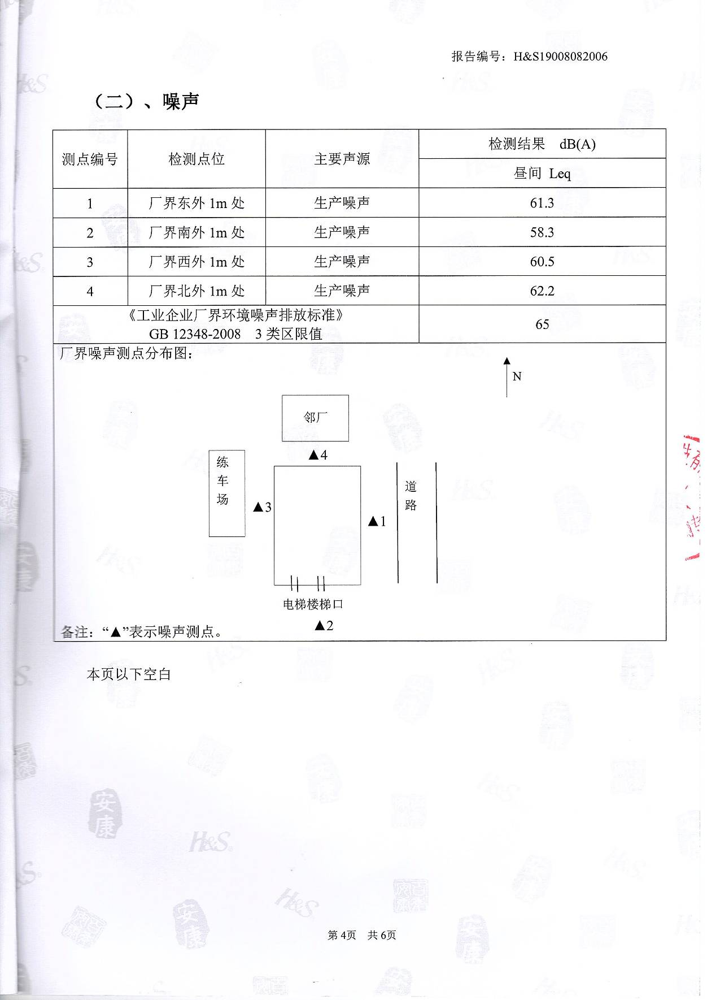 报告编号：H&S19008082006
（二）、噪声
测点编号 检测点位 主要声源 检测结果 dB(A)
昼间 Leq
1 厂界东外 1m 处 生产噪声 61.3
2 厂界南外 1m 处 生产噪声 58.3
3 厂界西外 1m 处 生产噪声 60.5
4 厂界北外 1m 处 生产噪声 62.2
《工业企业厂界环境噪声排放标准》
GB 12348-2008 3 类区限值 65
厂界噪声测点分布图：
N
邻厂
▲4
练车场
▲3
▲1
道路
电梯楼梯口
▲2
备注：“▲”表示噪声测点。
本页以下空白
安康
H&S
第 4页 共 6页